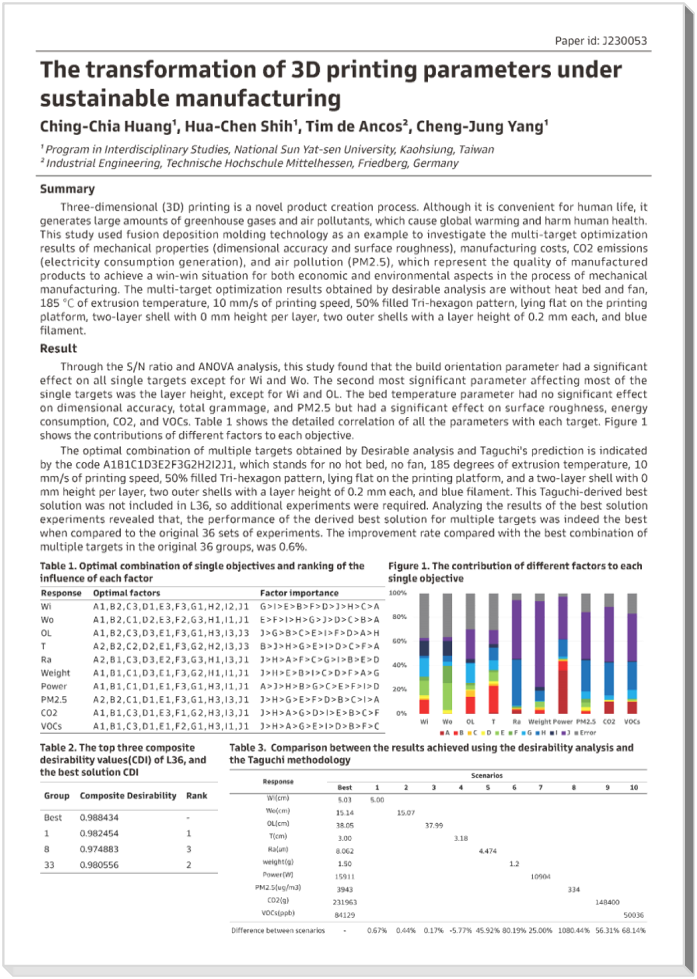 Paper id: J230053
The transformation of 3D printing parameters under
sustainable manufacturing
Ching-Chia Huang¹, Hua-Chen Shih¹, Tim de Ancos², Cheng-Jung Yang¹
¹ Program in Interdisciplinary Studies, National Sun Yat-sen University, Kaohsiung, Taiwan
² Industrial Engineering, Technische Hochschule Mittelhessen, Friedberg, Germany
Summary
Three-dimensional (3D) printing is a novel product creation process. Although it is convenient for human life, it
generates large amounts of greenhouse gases and air pollutants, which cause global warming and harm human health.
This study used fusion deposition molding technology as an example to investigate the multi-target optimization
results of mechanical properties (dimensional accuracy and surface roughness), manufacturing costs, CO2 emissions
(electricity consumption generation), and air pollution (PM2.5), which represent the quality of manufactured
products to achieve a win-win situation for both economic and environmental aspects in the process of mechanical
manufacturing. The multi-target optimization results obtained by desirable analysis are without heat bed and fan,
185 °C of extrusion temperature, 10 mm/s of printing speed, 50% filled Tri-hexagon pattern, lying flat on the printing
platform, two-layer shell with 0 mm height per layer, two outer shells with a layer height of 0.2 mm each, and blue
filament.
Result
Through the S/N ratio and ANOVA analysis, this study found that the build orientation parameter had a significant
effect on all single targets except for Wi and Wo. The second most significant parameter affecting most of the
single targets was the layer height, except for Wi and OL. The bed temperature parameter had no significant effect
on dimensional accuracy, total grammage, and PM2.5 but had a significant effect on surface roughness, energy
consumption, CO2, and VOCs. Table 1 shows the detailed correlation of all the parameters with each target. Figure 1
shows the contributions of different factors to each objective.
The optimal combination of multiple targets obtained by Desirable analysis and Taguchi's prediction is indicated
by the code A1B1C1D3E2F3G2H2I2J1, which stands for no hot bed, no fan, 185 degrees of extrusion temperature, 10
mm/s of printing speed, 50% filled Tri-hexagon pattern, lying flat on the printing platform, and a two-layer shell with 0
mm height per layer, two outer shells with a layer height of 0.2 mm each, and blue filament. This Taguchi-derived best
solution was not included in L36, so additional experiments were required. Analyzing the results of the best solution
experiments revealed that, the performance of the derived best solution for multiple targets was indeed the best
when compared to the original 36 sets of experiments. The improvement rate compared with the best combination of
multiple targets in the original 36 groups, was 0.6%.
Table 1. Optimal combination of single objectives and ranking of the
influence of each factor
Response Optimal factors Factor importance
Wi A1,B2,C3,D1,E3,F3,G1,H2,I2,J1 G>I>E>B>F>D>J>H>C>A
Wo A1,B2,C1,D2,E3,F2,G3,H1,I1,J1 E>F>I>H>G>J>D>C>B>A
OL A1,B2,C3,D3,E1,F3,G1,H3,I3,J3 J>G>B>C>E>I>F>D>A>H
T A2,B2,C2,D2,E1,F3,G2,H2,I3,J3 B>J>H>G>E>I>D>C>F>A
Ra A2,B1,C3,D3,E2,F3,G3,H1,I3,J1 J>H>A>F>C>G>I>B>E>D
Weight A1,B1,C3,D1,E1,F3,G2,H1,I1,J1 J>H>E>B>I>C>D>F>A>G
Power A1,B1,C1,D1,E1,F3,G1,H3,I1,J1 A>J>H>B>G>C>E>F>I>D
PM2.5 A2,B2,C1,D1,E1,F3,G1,H3,I3,J1 J>H>G>E>F>D>B>C>I>A
CO2 A1,B1,C3,D1,E3,F1,G2,H3,I3,J1 J>H>A>G>D>I>E>B>C>F
VOCs A1,B1,C1,D1,E1,F2,G1,H3,I3,J1 J>H>A>G>E>I>D>B>F>C
Figure 1. The contribution of different factors to each
single objective
100%
80%
60%
40%
20%
0%
Wi Wo OL T Ra Weight Power PM2.5 CO2 VOCs
A B C D E F G H I J Error
Table 2. The top three composite
desirability values(CDI) of L36, and
the best solution CDI
Group Composite Desirability Rank
Best 0.988434 -
1 0.982454 1
8 0.974883 3
33 0.980556 2
Table 3. Comparison between the results achieved using the desirability analysis and
the Taguchi methodology
Response Scenarios
Best 1 2 3 4 5 6 7 8 9 10
Wi(cm) 5.03 5.00
Wo(cm) 15.14 15.07
OL(cm) 38.05 37.99
T(cm) 3.00 3.18
Ra(um) 8.062 4.474
weight(g) 1.50 1.2
Power(W) 15911 10904
PM2.5(ug/m3) 3943 334
CO2(g) 231963 148400
VOCs(ppb) 84129 50036
Difference between scenarios - 0.67% 0.44% 0.17% -5.77% 45.92% 80.19% 25.00% 1080.44% 56.31% 68.14%